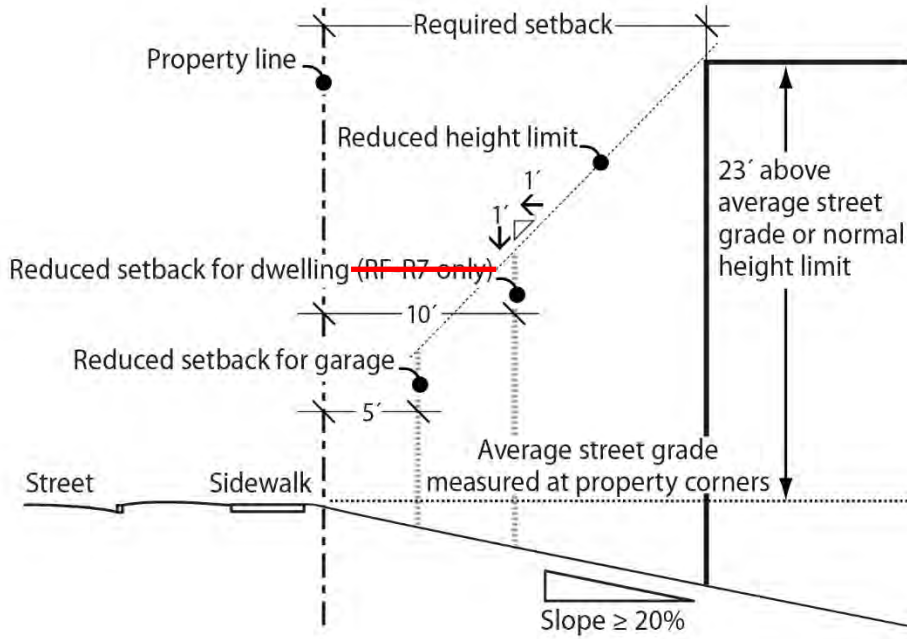 Required setback
Property line
Reduced height limit
1´
1´
23´ above
average street
grade or normal
height limit
Reduced setback for dwelling (RF-R7 only)
10´
Reduced setback for garage
5´
Average street grade
measured at property corners
Street
Sidewalk
Slope ≥ 20%